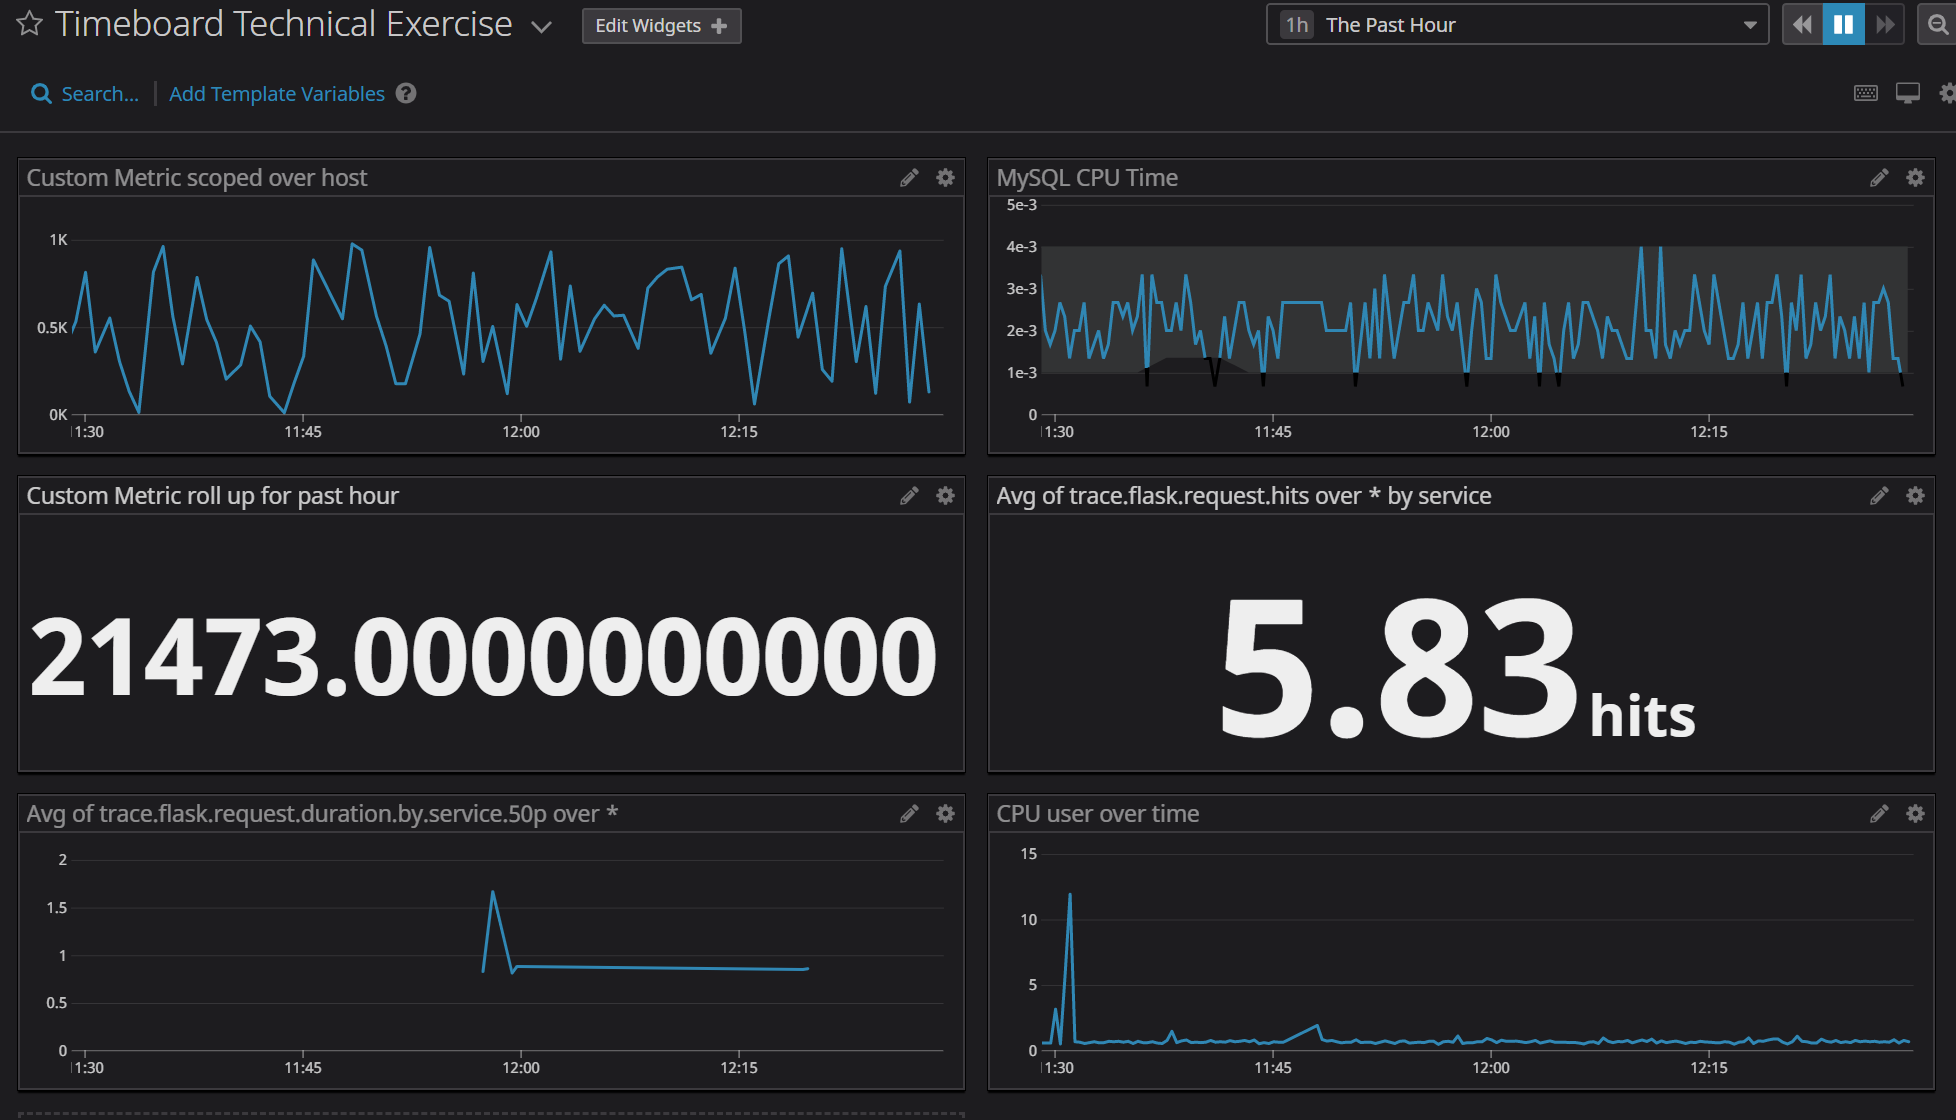 Timeboard Technical Exercise
Edit Widgets +
1h The Past Hour
Search...
Add Template Variables ?
Custom Metric scoped over host
1K
0.5K
0K
11:30 11:45 12:00 12:15
MySQL CPU Time
5e-3
4e-3
3e-3
2e-3
1e-3
0
11:30 11:45 12:00 12:15
Custom Metric roll up for past hour
21473.0000000000
Avg of trace.flask.request.hits over * by service
5.83 hits
Avg of trace.flask.request.duration.by.service.50p over *
2
1.5
1
0.5
0
11:30 11:45 12:00 12:15
CPU user over time
15
10
5
0
11:30 11:45 12:00 12:15